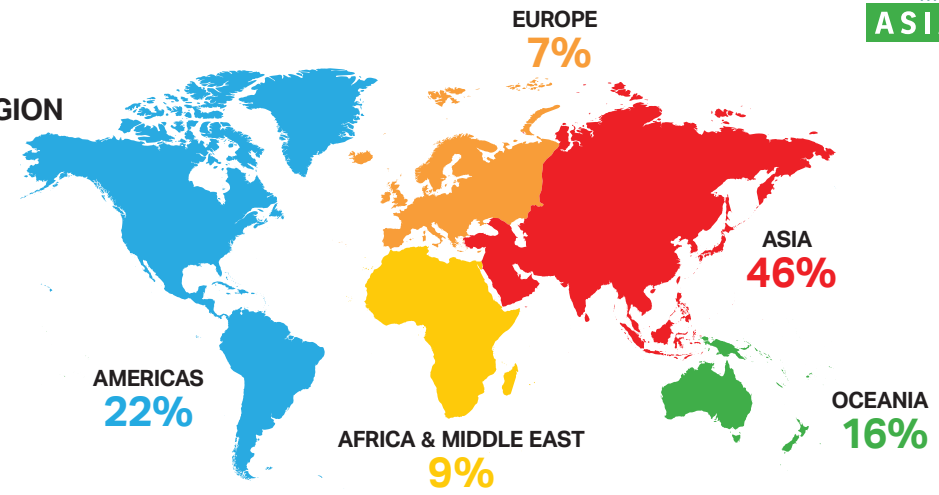 EUROPE
7%
ASI
GION
ASIA
46%
AMERICAS
22%
OCEANIA
16%
AFRICA & MIDDLE EAST
9%